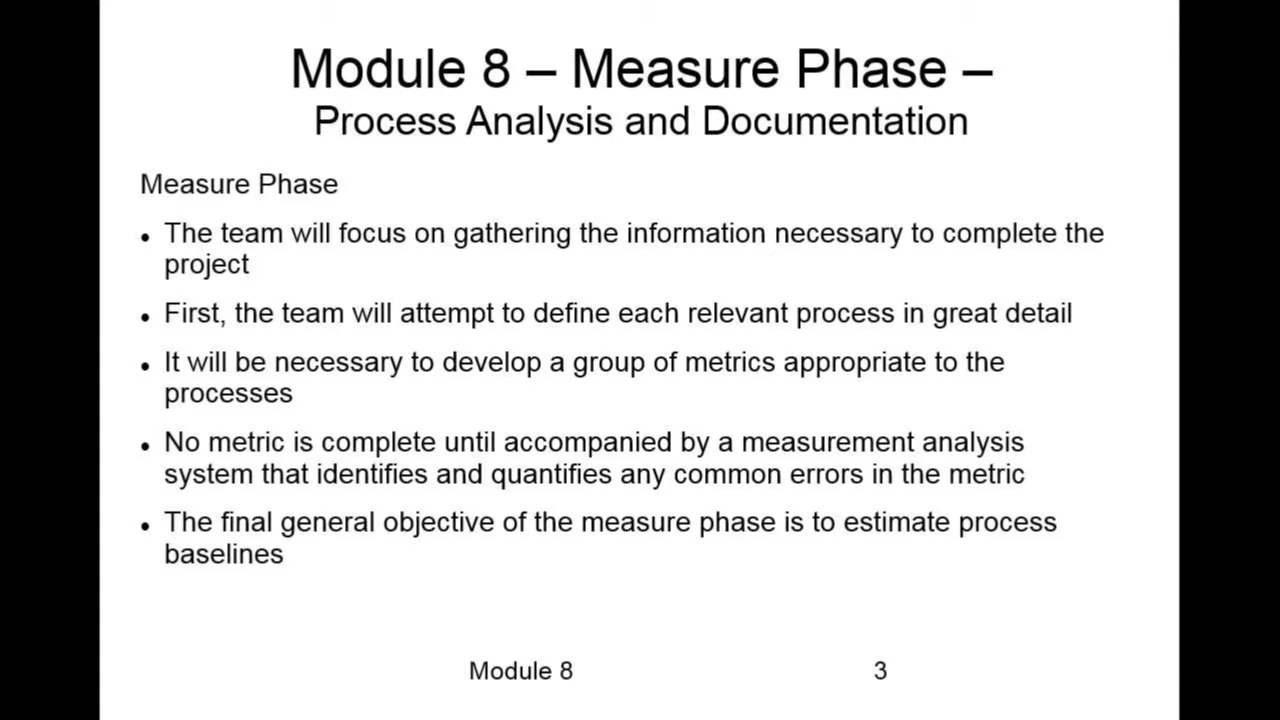 Module 8 – Measure Phase –
Process Analysis and Documentation
Measure Phase
• The team will focus on gathering the information necessary to complete the
project
• First, the team will attempt to define each relevant process in great detail
• It will be necessary to develop a group of metrics appropriate to the
processes
• No metric is complete until accompanied by a measurement analysis
system that identifies and quantifies any common errors in the metric
• The final general objective of the measure phase is to estimate process
baselines
Module 8 3